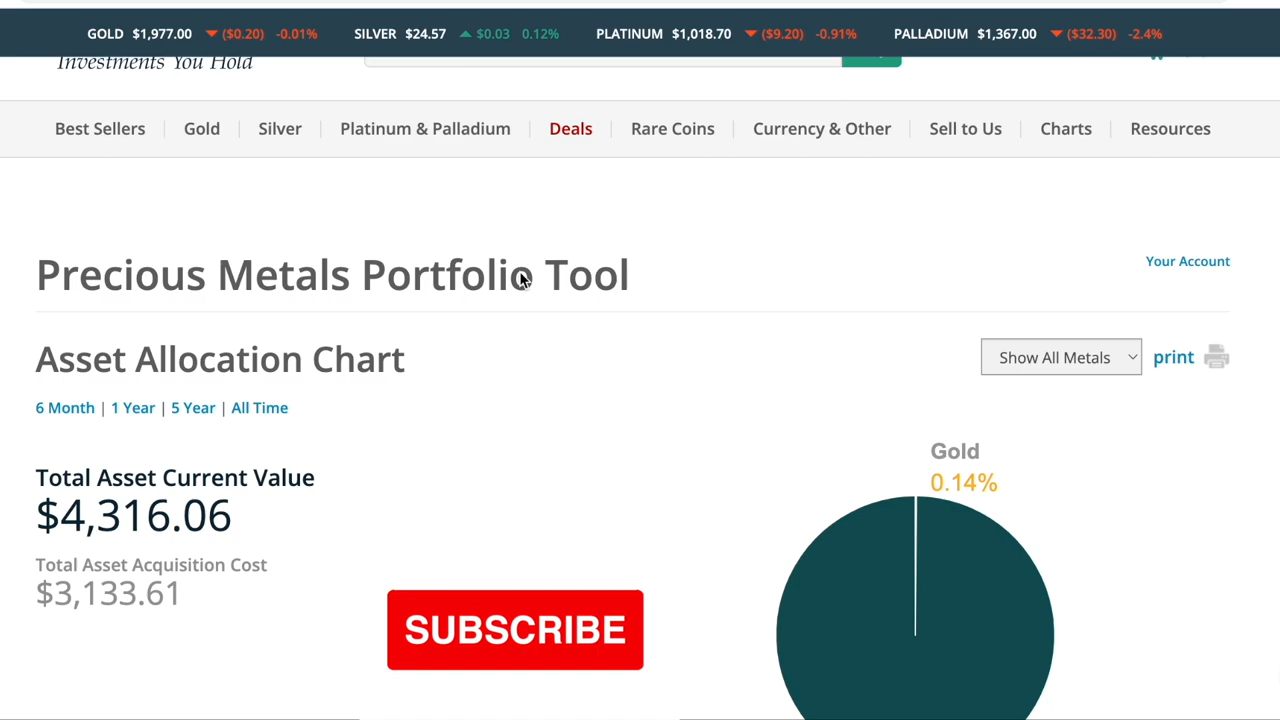 GOLD $1,977.00 ▼ ($0.20) -0.01% SILVER $24.57 ▲ $0.03 0.12% PLATINUM $1,018.70 ▼ ($9.20) -0.91% PALLADIUM $1,367.00 ▼ ($32.30) -2.4%
Investments You Hold
Best Sellers | Gold | Silver | Platinum & Palladium | Deals | Rare Coins | Currency & Other | Sell to Us | Charts | Resources
Precious Metals Portfolio Tool
Your Account
Asset Allocation Chart
Show All Metals
print
6 Month | 1 Year | 5 Year | All Time
Gold
0.14%
Total Asset Current Value
$4,316.06
Total Asset Acquisition Cost
$3,133.61
SUBSCRIBE